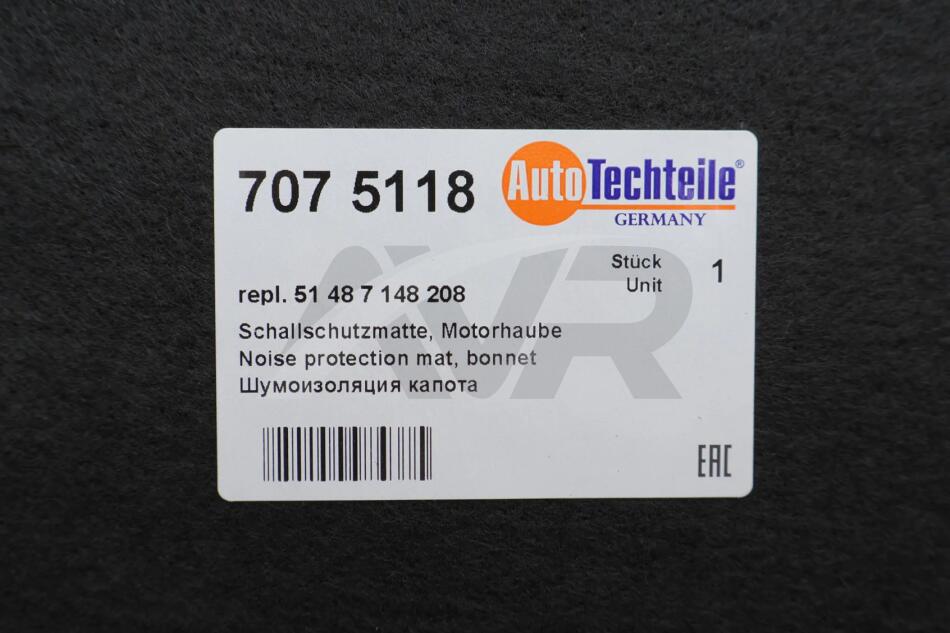 707 5118
AutoTechteile®
GERMANY
Stück 1
Unit
repl. 51 48 7 148 208
Schallschutzmatte, Motorhaube
Noise protection mat, bonnet
Шумоизоляция капота
EAC
AVR